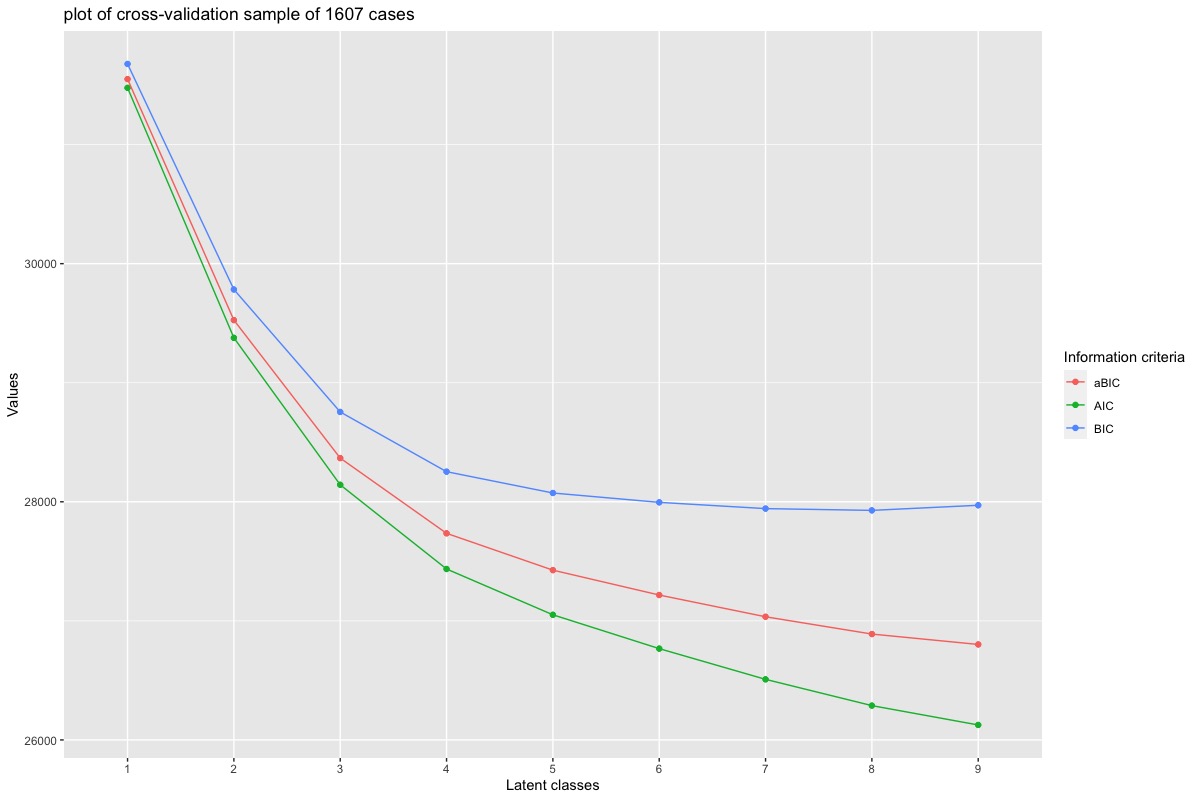 plot of cross-validation sample of 1607 cases
Values
30000
28000
26000
1 2 3 4 5 6 7 8 9
Latent classes
Information criteria
aBIC
AIC
BIC